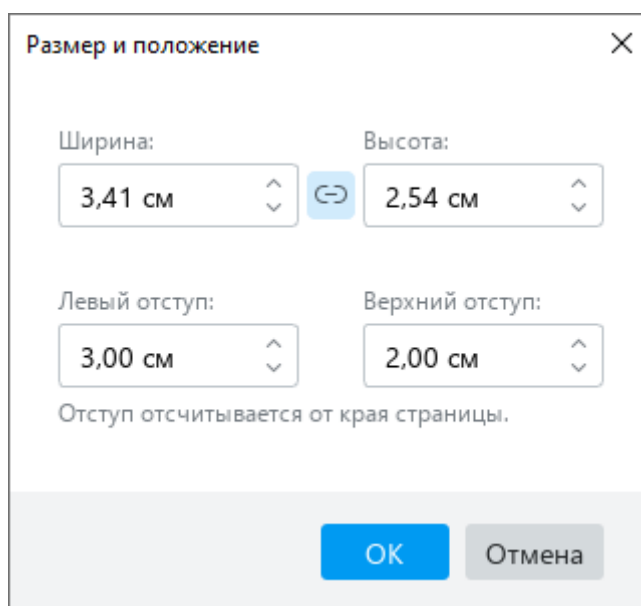 Размер и положение
Ширина: Высота:
3,41 см 2,54 см
Левый отступ: Верхний отступ:
3,00 см 2,00 см
Отступ отсчитывается от края страницы.
ОК Отмена